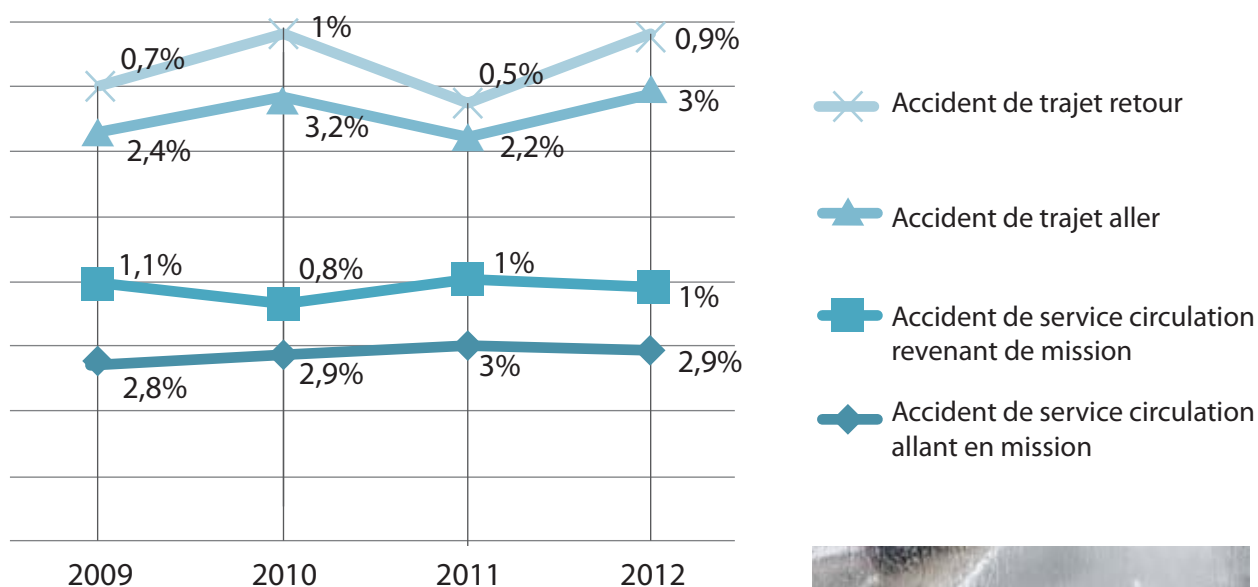 1%
0,7%
0,5%
0,9%
2,4%
3,2%
2,2%
3%
1,1%
0,8%
1%
1%
2,8%
2,9%
3%
2,9%
2009 2010 2011 2012
Accident de trajet retour
Accident de trajet aller
Accident de service circulation
revenant de mission
Accident de service circulation
allant en mission